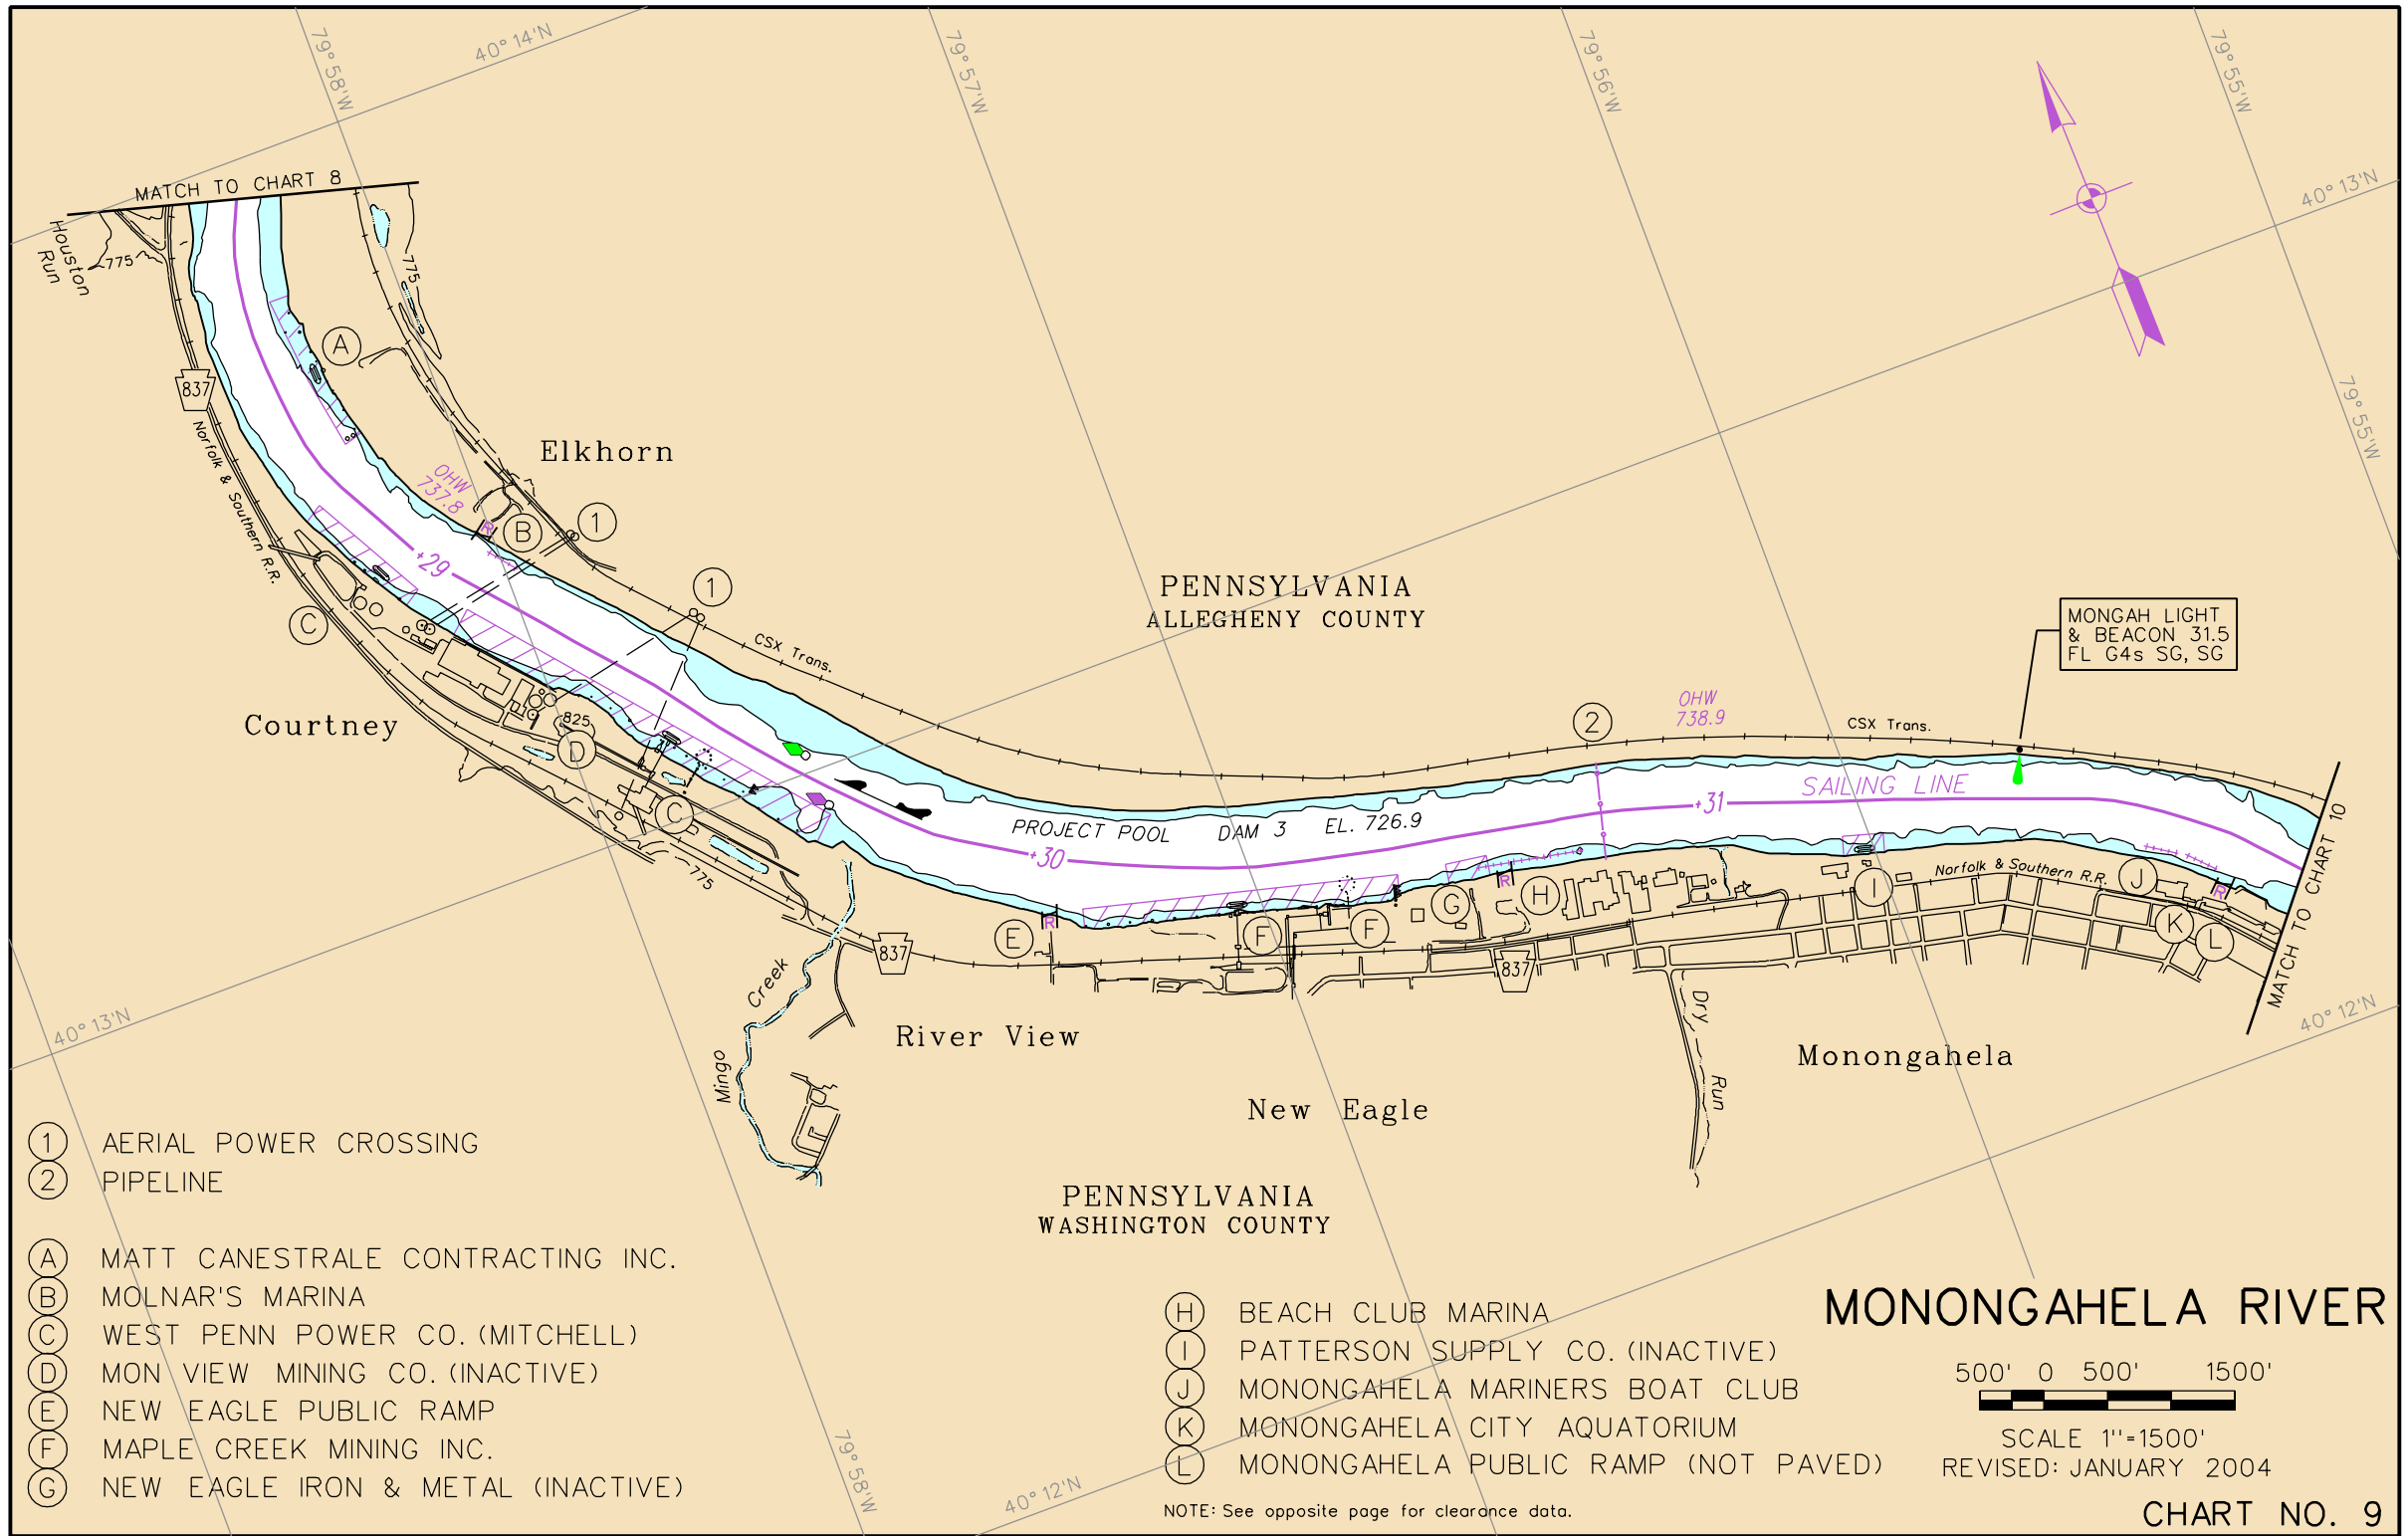 79° 58'W
40° 14'N
79° 57'W
79° 56'W
79° 55'W
40° 13'N
79° 55'W
MATCH TO CHART 8
Houston
Run
775
775
837
A
Norfolk & Southern R.R.
Elkhorn
OHW
737.8
R
B
1
+29
1
C
CSX Trans.
PENNSYLVANIA
ALLEGHENY COUNTY
MONGAH LIGHT
& BEACON 31.5
FL G4s SG, SG
Courtney
825
D
C
2
OHW
738.9
CSX Trans.
SAILING LINE
+31
PROJECT POOL DAM 3 EL. 726.9
+30
775
R
R
R
E
F
F
G
H
I
Norfolk & Southern R.R.
J
K
L
MATCH TO CHART 10
837
837
40° 13'N
Mingo Creek
River View
Dry Run
Monongahela
40° 12'N
New Eagle
PENNSYLVANIA
WASHINGTON COUNTY
1 AERIAL POWER CROSSING
2 PIPELINE
A MATT CANESTRALE CONTRACTING INC.
B MOLNAR'S MARINA
C WEST PENN POWER CO. (MITCHELL)
D MON VIEW MINING CO. (INACTIVE)
E NEW EAGLE PUBLIC RAMP
F MAPLE CREEK MINING INC.
G NEW EAGLE IRON & METAL (INACTIVE)
79° 58'W
40° 12'N
H BEACH CLUB MARINA
I PATTERSON SUPPLY CO. (INACTIVE)
J MONONGAHELA MARINERS BOAT CLUB
K MONONGAHELA CITY AQUATORIUM
L MONONGAHELA PUBLIC RAMP (NOT PAVED)
NOTE: See opposite page for clearance data.
MONONGAHELA RIVER
500' 0 500' 1500'
SCALE 1''=1500'
REVISED: JANUARY 2004
CHART NO. 9